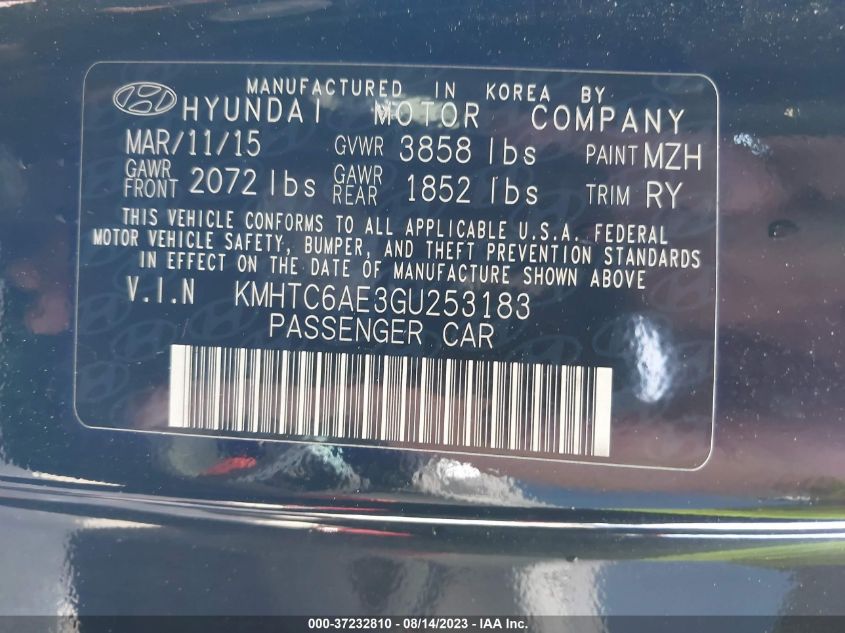 MANUFACTURED IN KOREA BY
HYUNDAI MOTOR COMPANY
MAR/11/15 GVWR 3858 lbs PAINT MZH
GAWR FRONT 2072 lbs GAWR REAR 1852 lbs TRIM RY
THIS VEHICLE CONFORMS TO ALL APPLICABLE U.S.A. FEDERAL
MOTOR VEHICLE SAFETY, BUMPER, AND THEFT PREVENTION STANDARDS
IN EFFECT ON THE DATE OF MANUFACTURE SHOWN ABOVE
V.I.N KMHTC6AE3GU253183
PASSENGER CAR
000-37232810 - 08/14/2023 - © IAA, Inc.